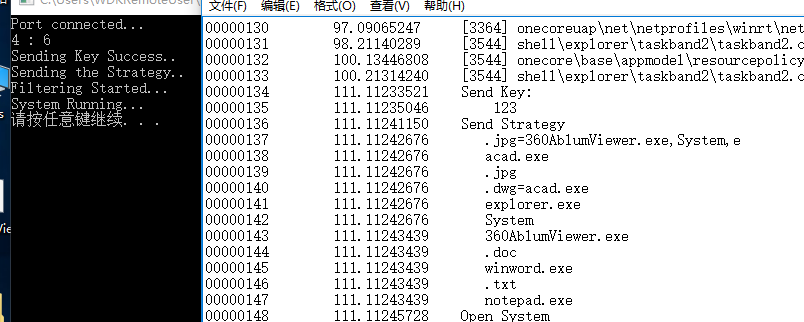 C:\Users\WDKRemoteUser\
Port connected...
4 : 6
Sending Key Success..
Sending the Strategy..
Filtering Started...
System Running...
请按任意键继续. . .
文件(F) 编辑(E) 格式(O) 查看(V) 帮助(H)
00000130 97.09065247 [3364] onecoreuap\net\netprofiles\winrt\net
00000131 98.21140289 [3544] shell\explorer\taskband2\taskband2.c
00000132 100.13446808 [3544] onecore\base\appmodel\resourcepolicy
00000133 100.21314240 [3544] shell\explorer\taskband2\taskband2.c
00000134 111.11233521 Send Key:
00000135 111.11235046 123
00000136 111.11241150 Send Strategy
00000137 111.11242676 .jpg=360AblumViewer.exe,System,e
00000138 111.11242676 acad.exe
00000139 111.11242676 .jpg
00000140 111.11242676 .dwg=acad.exe
00000141 111.11242676 explorer.exe
00000142 111.11242676 System
00000143 111.11243439 360AblumViewer.exe
00000144 111.11243439 .doc
00000145 111.11243439 winword.exe
00000146 111.11243439 .txt
00000147 111.11243439 notepad.exe
00000148 111.11245728 Open System